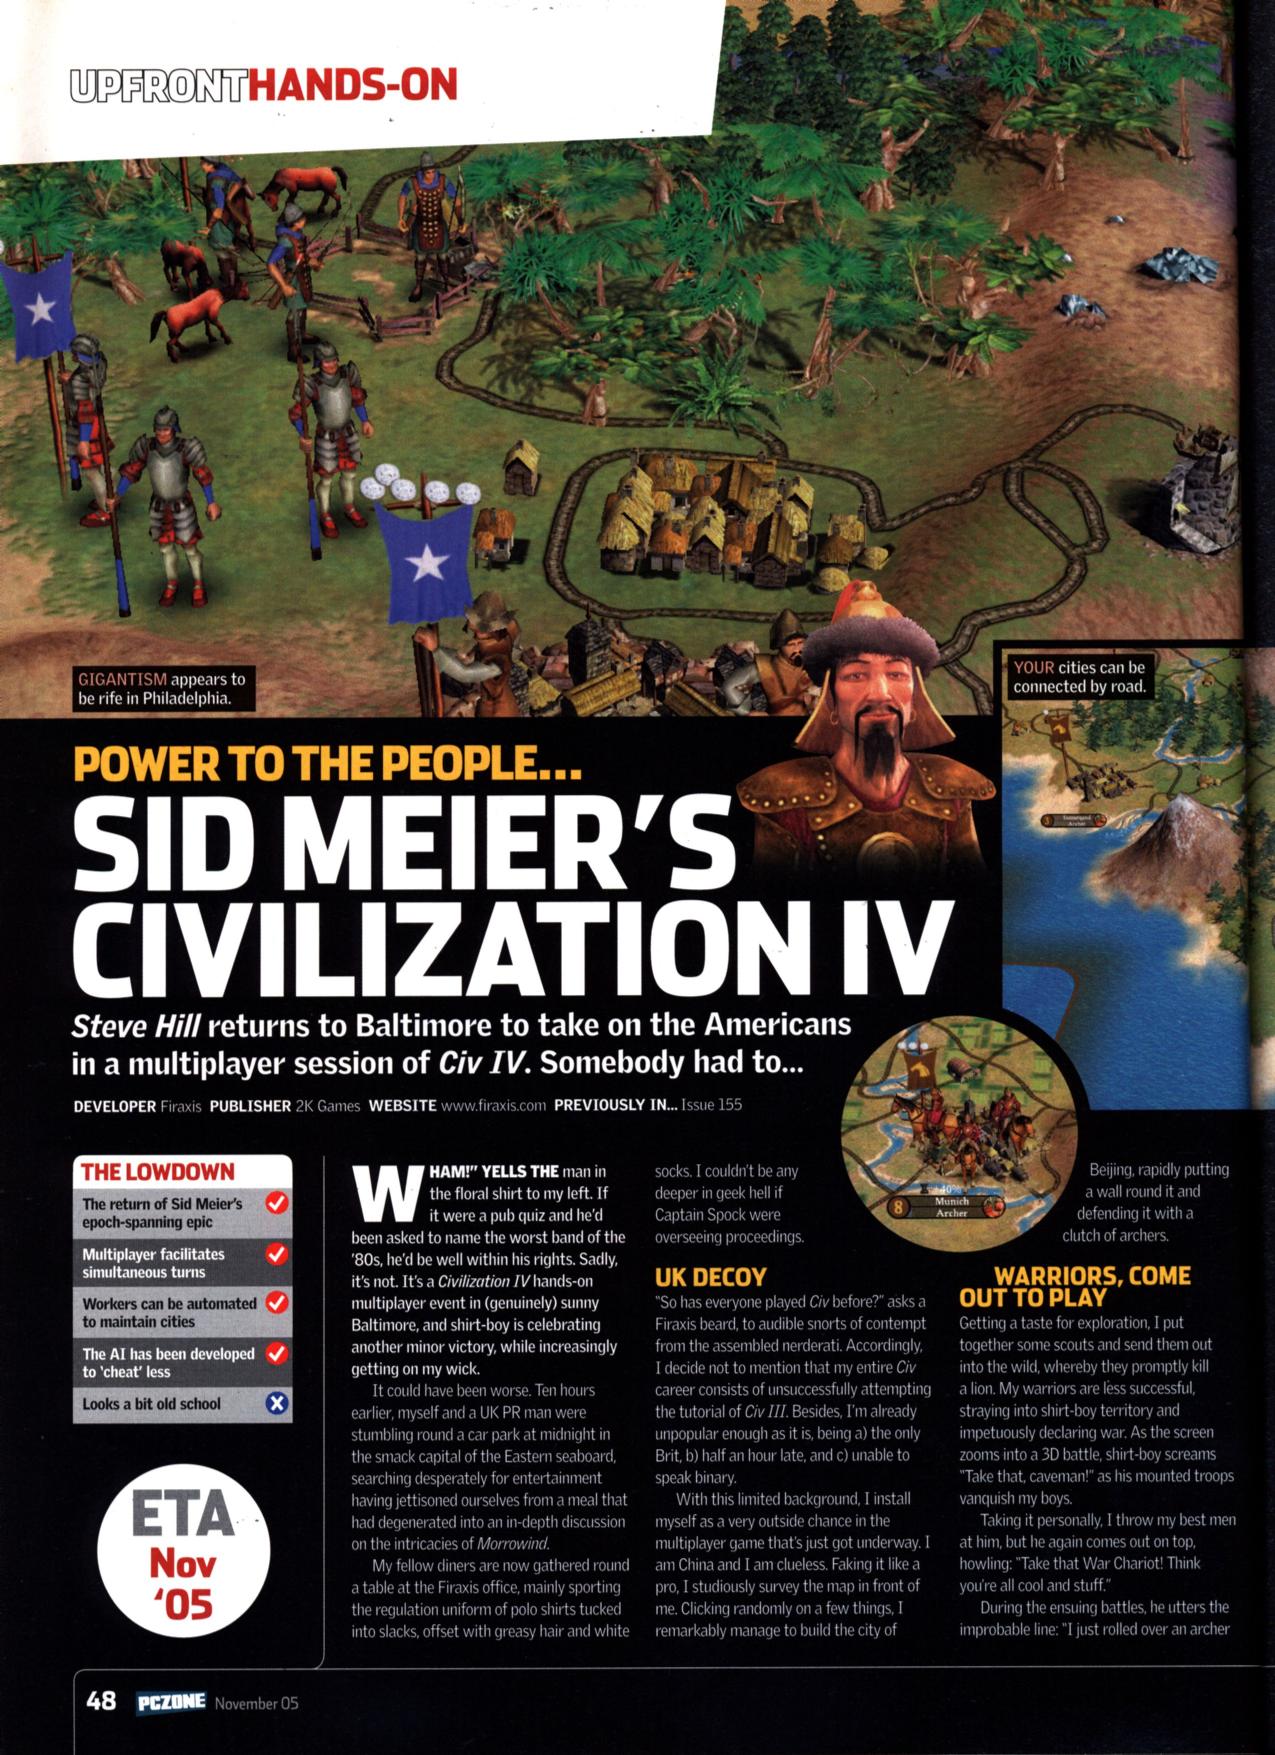 UPFRONTHANDS-ON
GIGANTISM appears to
be rife in Philadelphia.
YOUR cities can be
connected by road.
POWER TO THE PEOPLE...
SID MEIER'S
CIVILIZATION IV
Steve Hill returns to Baltimore to take on the Americans
in a multiplayer session of Civ IV. Somebody had to...
DEVELOPER Firaxis PUBLISHER 2K Games WEBSITE www.firaxis.com PREVIOUSLY IN... Issue 155
THE LOWDOWN
The return of Sid Meier's
epoch-spanning epic
Multiplayer facilitates
simultaneous turns
Workers can be automated
to maintain cities
The AI has been developed
to 'cheat' less
Looks a bit old school
ETA
Nov
'05
WHAM!" YELLS THE man in
the floral shirt to my left. If
it were a pub quiz and he'd
been asked to name the worst band of the
'80s, he'd be well within his rights. Sadly,
it's not. It's a Civilization IV hands-on
multiplayer event in (genuinely) sunny
Baltimore, and shirt-boy is celebrating
another minor victory, while increasingly
getting on my wick.
It could have been worse. Ten hours
earlier, myself and a UK PR man were
stumbling round a car park at midnight in
the smack capital of the Eastern seaboard,
searching desperately for entertainment
having jettisoned ourselves from a meal that
had degenerated into an in-depth discussion
on the intricacies of Morrowind.
My fellow diners are now gathered round
a table at the Firaxis office, mainly sporting
the regulation uniform of polo shirts tucked
into slacks, offset with greasy hair and white
socks. I couldn't be any
deeper in geek hell if
Captain Spock were
overseeing proceedings.
UK DECOY
"So has everyone played Civ before?" asks a
Firaxis beard, to audible snorts of contempt
from the assembled nerderati. Accordingly,
I decide not to mention that my entire Civ
career consists of unsuccessfully attempting
the tutorial of Civ III. Besides, I'm already
unpopular enough as it is, being a) the only
Brit, b) half an hour late, and c) unable to
speak binary.
With this limited background, I install
myself as a very outside chance in the
multiplayer game that's just got underway. I
am China and I am clueless. Faking it like a
pro, I studiously survey the map in front of
me. Clicking randomly on a few things, I
remarkably manage to build the city of
+40%
8
Munich
Archer
Beijing, rapidly putting
a wall round it and
defending it with a
clutch of archers.
WARRIORS, COME
OUT TO PLAY
Getting a taste for exploration, I put
together some scouts and send them out
into the wild, whereby they promptly kill
a lion. My warriors are less successful,
straying into shirt-boy territory and
impetuously declaring war. As the screen
zooms into a 3D battle, shirt-boy screams
"Take that, caveman!" as his mounted troops
vanquish my boys.
Taking it personally, I throw my best men
at him, but he again comes out on top,
howling: "Take that War Chariot! Think
you're all cool and stuff."
During the ensuing battles, he utters the
improbable line: "I just rolled over an archer
48 PCZONE November 05